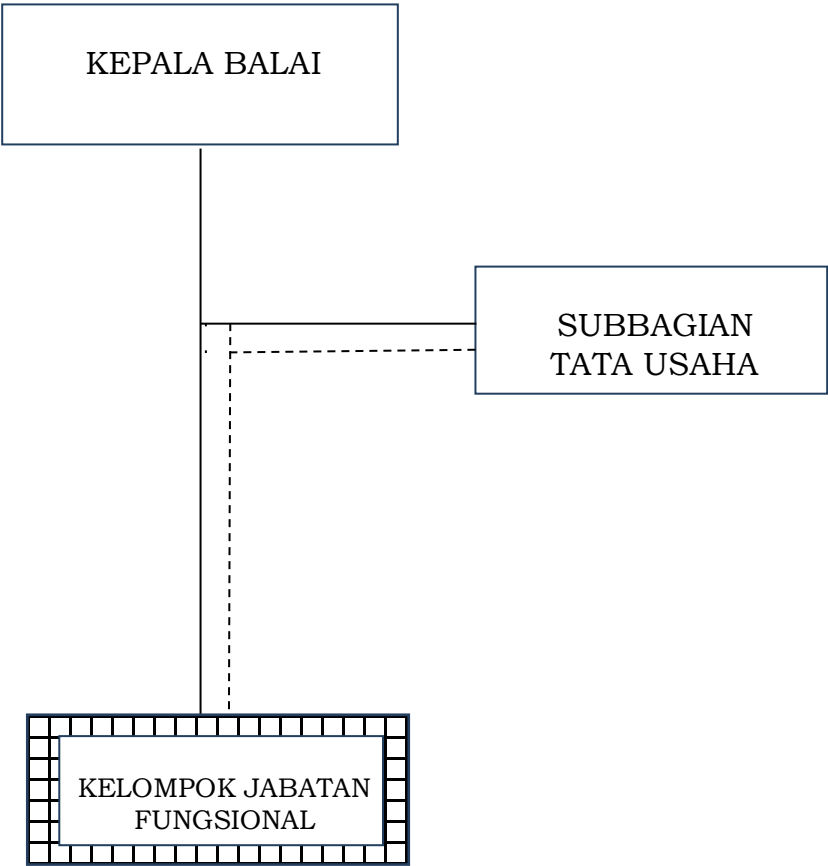 KEPALA BALAI
SUBBAGIAN
TATA USAHA
KELOMPOK JABATAN
FUNGSIONAL